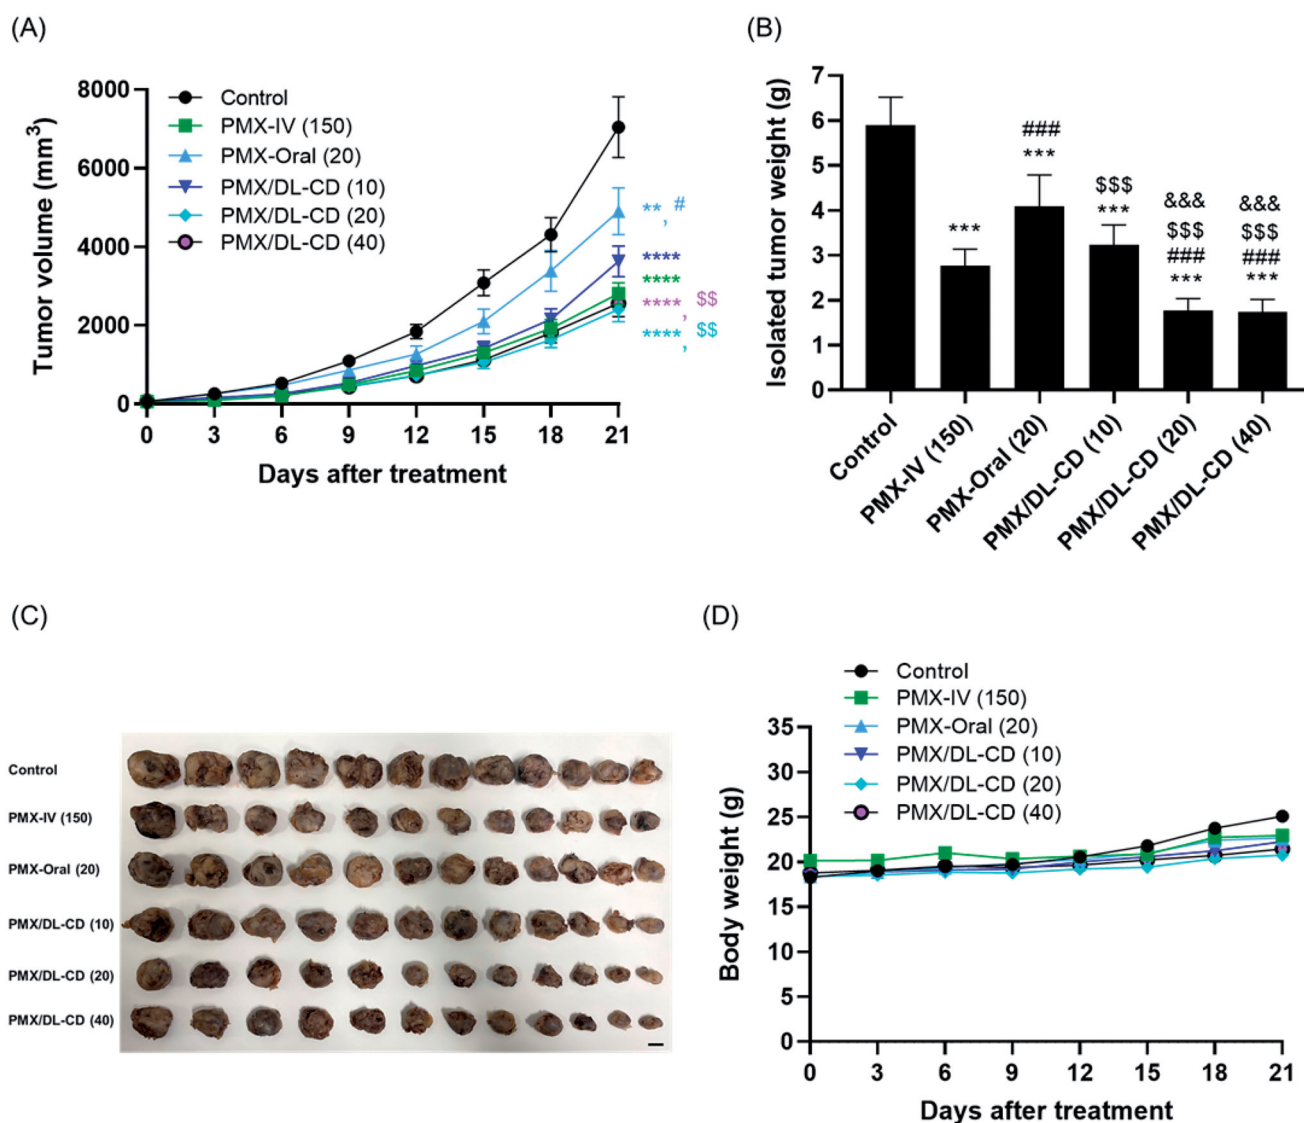 (A)
8000
6000
4000
2000
0
Tumor volume (mm³)
Control
PMX-IV (150)
PMX-Oral (20)
PMX/DL-CD (10)
PMX/DL-CD (20)
PMX/DL-CD (40)
**, #
****
****
****, $$
****, $$
0 3 6 9 12 15 18 21
Days after treatment
(B)
7
6
5
4
3
2
1
0
Isolated tumor weight (g)
***
###
***
$$$
***
&&&
$$$
###
***
&&&
$$$
###
***
Control
PMX-IV (150)
PMX-Oral (20)
PMX/DL-CD (10)
PMX/DL-CD (20)
PMX/DL-CD (40)
(C)
Control
PMX-IV (150)
PMX-Oral (20)
PMX/DL-CD (10)
PMX/DL-CD (20)
PMX/DL-CD (40)
(D)
Control
PMX-IV (150)
PMX-Oral (20)
PMX/DL-CD (10)
PMX/DL-CD (20)
PMX/DL-CD (40)
35
30
25
20
15
10
5
0
Body weight (g)
0 3 6 9 12 15 18 21
Days after treatment